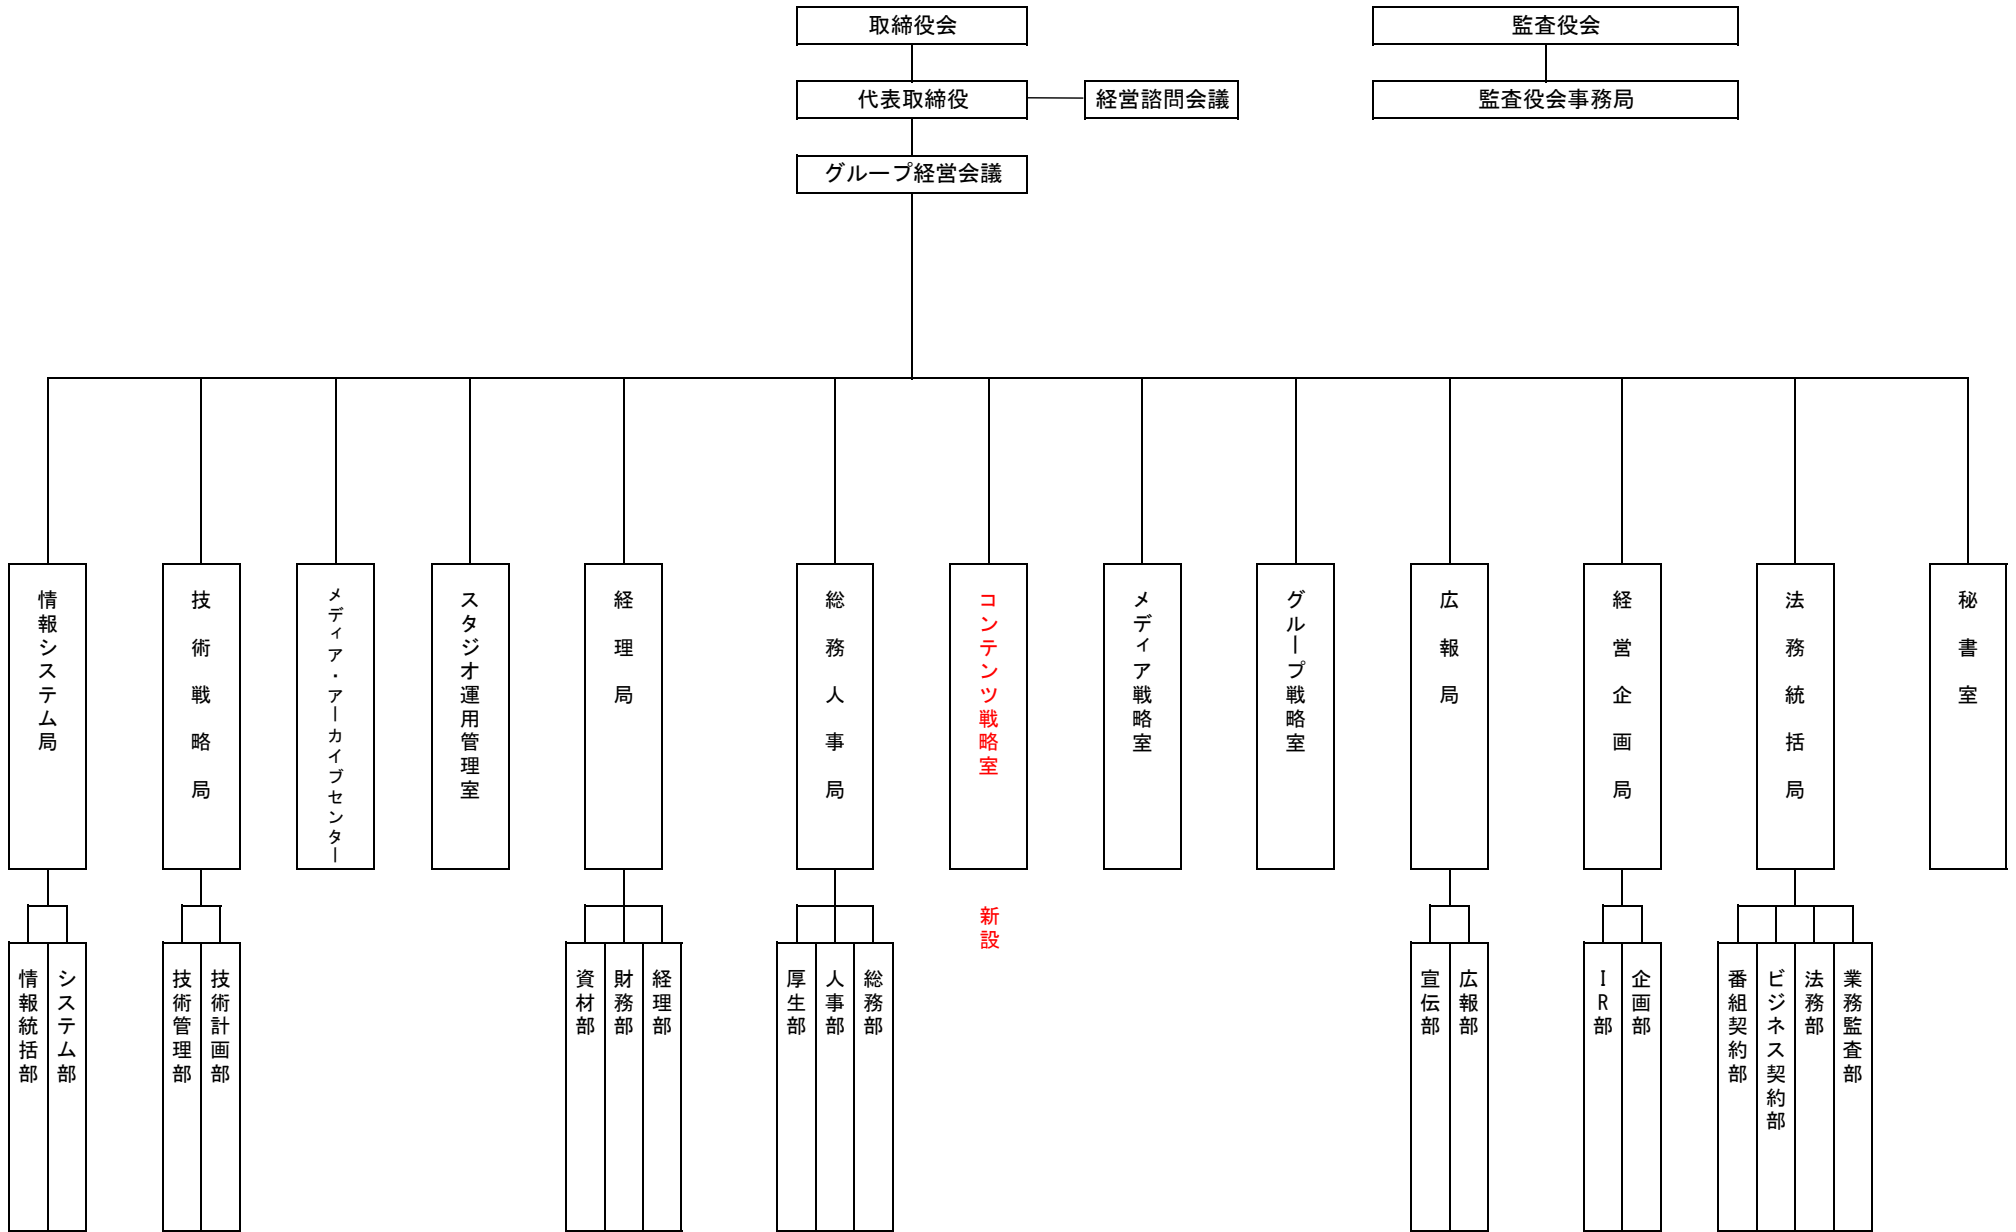 取締役会
監査役会
代表取締役
経営諮問会議
監査役会事務局
グループ経営会議
情報システム局
技術戦略局
メディア・アーカイブセンター
スタジオ運用管理室
経理局
総務人事局
コンテンツ戦略室
メディア戦略室
グループ戦略室
広報局
経営企画局
法務統括局
秘書室
新設
情報統括部
システム部
技術管理部
技術計画部
資材部
財務部
経理部
厚生部
人事部
総務部
宣伝部
広報部
IR部
企画部
番組契約部
ビジネス契約部
法務部
業務監査部